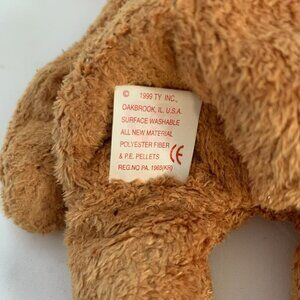 © 1999 TY INC.,
OAKBROOK, IL, U.S.A.
SURFACE WASHABLE
ALL NEW MATERIAL
POLYESTER FIBER
& P.E. PELLETS CE
REG.NO PA. 1965(KR)